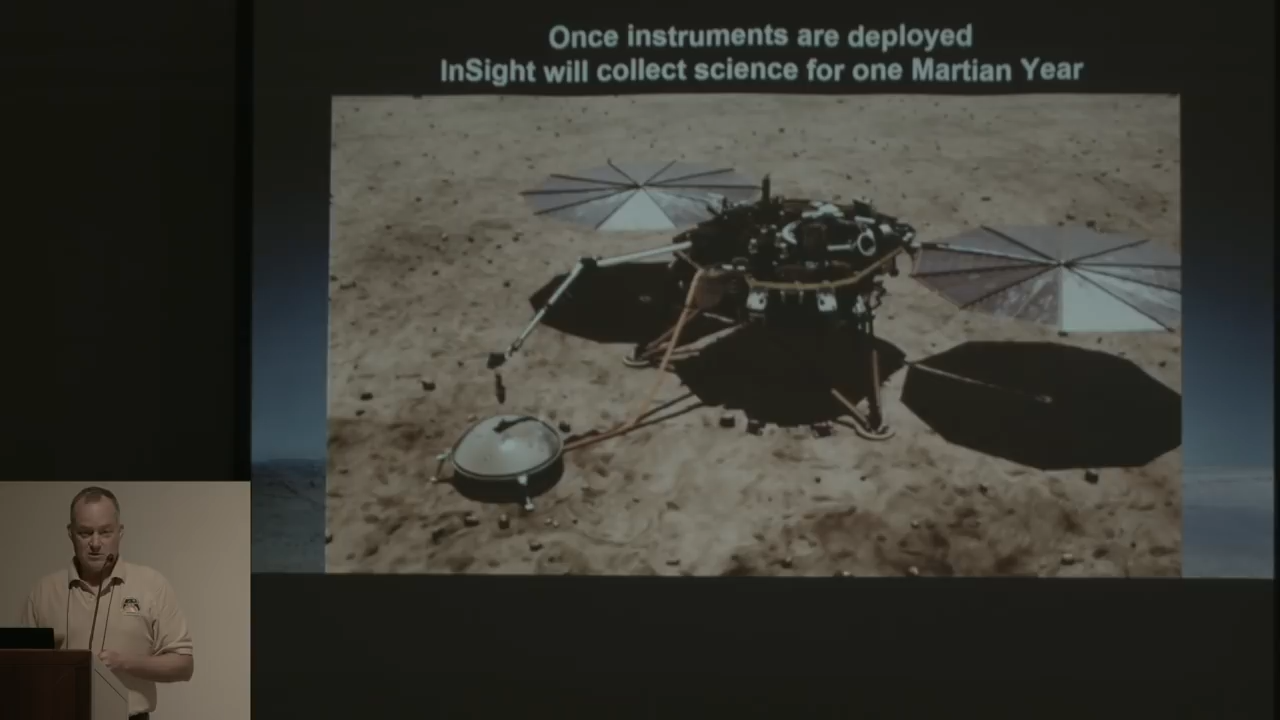 Once instruments are deployed
InSight will collect science for one Martian Year